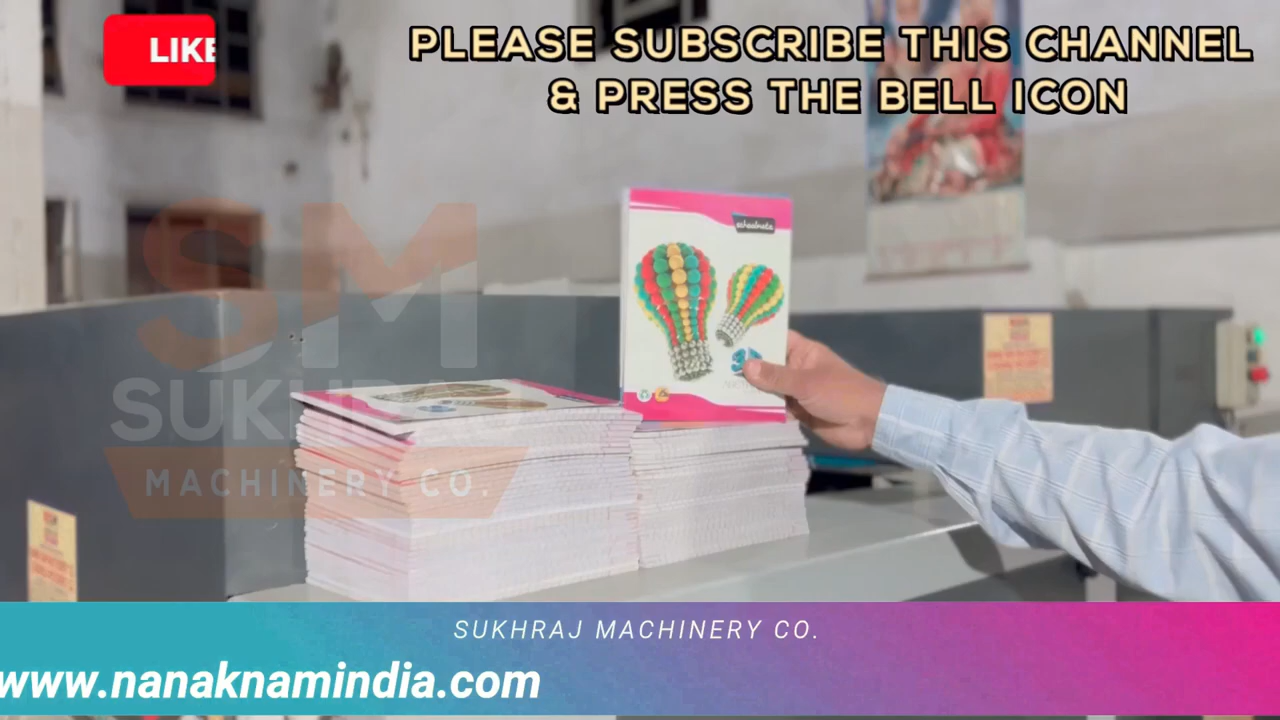 LIKE
PLEASE SUBSCRIBE THIS CHANNEL
& PRESS THE BELL ICON
schoolmate
SM
SUKHRAJ
MACHINERY CO.
SUKHRAJ MACHINERY CO.
www.nanaknamindia.com